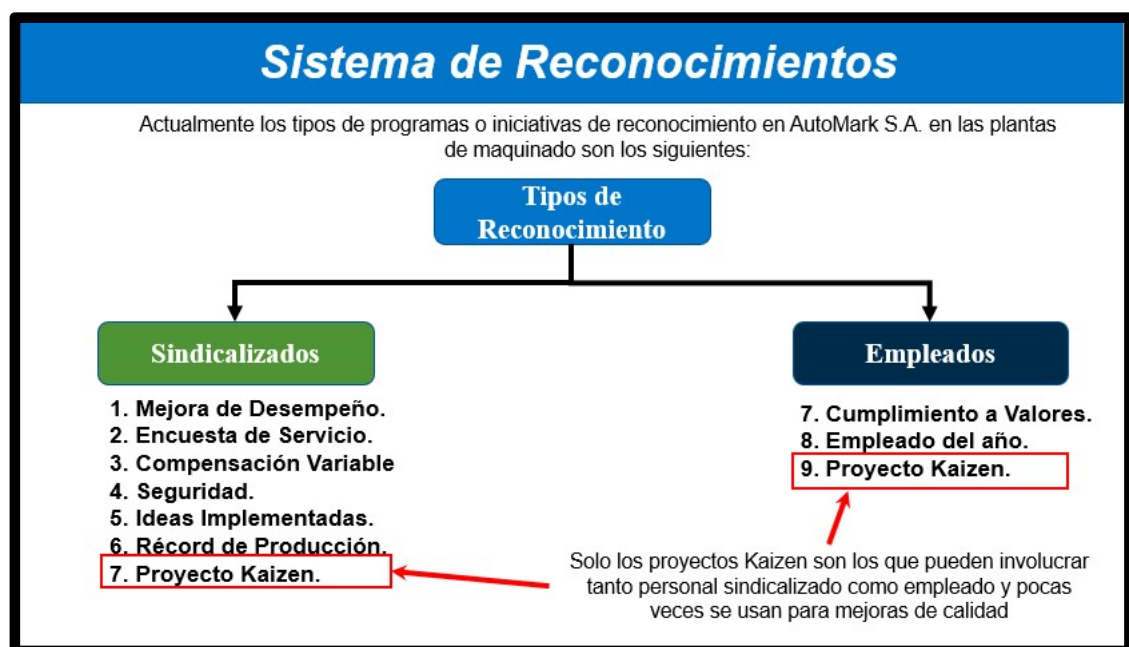 Sistema de Reconocimientos
Actualmente los tipos de programas o iniciativas de reconocimiento en AutoMark S.A. en las plantas
de maquinado son los siguientes:
Tipos de
Reconocimiento
Sindicalizados
1. Mejora de Desempeño.
2. Encuesta de Servicio.
3. Compensación Variable
4. Seguridad.
5. Ideas Implementadas.
6. Récord de Producción.
7. Proyecto Kaizen.
Empleados
7. Cumplimiento a Valores.
8. Empleado del año.
9. Proyecto Kaizen.
Solo los proyectos Kaizen son los que pueden involucrar
tanto personal sindicalizado como empleado y pocas
veces se usan para mejoras de calidad